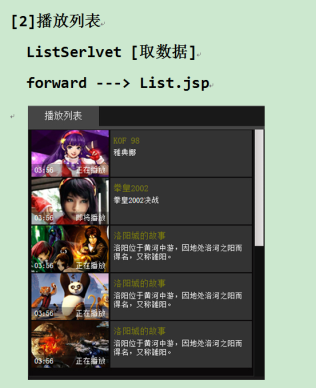 [2]播放列表
ListSerlvet [取数据]
forward ---> List.jsp
播放列表
KOF 98
雅典娜
03:56 正在播放
拳皇2002
拳皇2002决战
03:56 即将播放
洛阳城的故事
洛阳位于黄河中游，因地处洛河之阳而
得名，又称雒阳。
03:56 正在播放
洛阳城的故事
洛阳位于黄河中游，因地处洛河之阳而
得名，又称雒阳。
03:56 正在播放
洛阳城的故事
洛阳位于黄河中游，因地处洛河之阳而
得名，又称雒阳。
03:56 正在播放